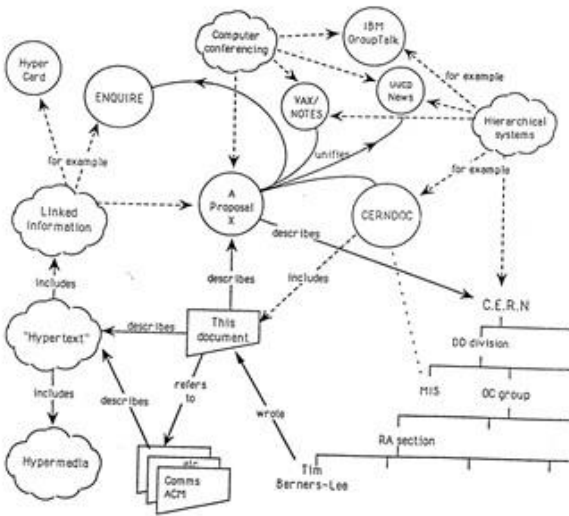 IBM
GroupTalk
Computer
conferencing
Hyper
Card
ENQUIRE
VAX/
NOTES
uucp
News
for example
Hierarchical
systems
unifies
for example
for example
A
Proposal
X
CERNDOC
Linked
information
describes
includes
describes
includes
C.E.R.N
This
document
describes
"Hypertext"
DD division
refers
to
MIS
OC group
includes
describes
wrote
RA section
Hypermedia
etc
Tim
Berners-Lee
Comms
ACM